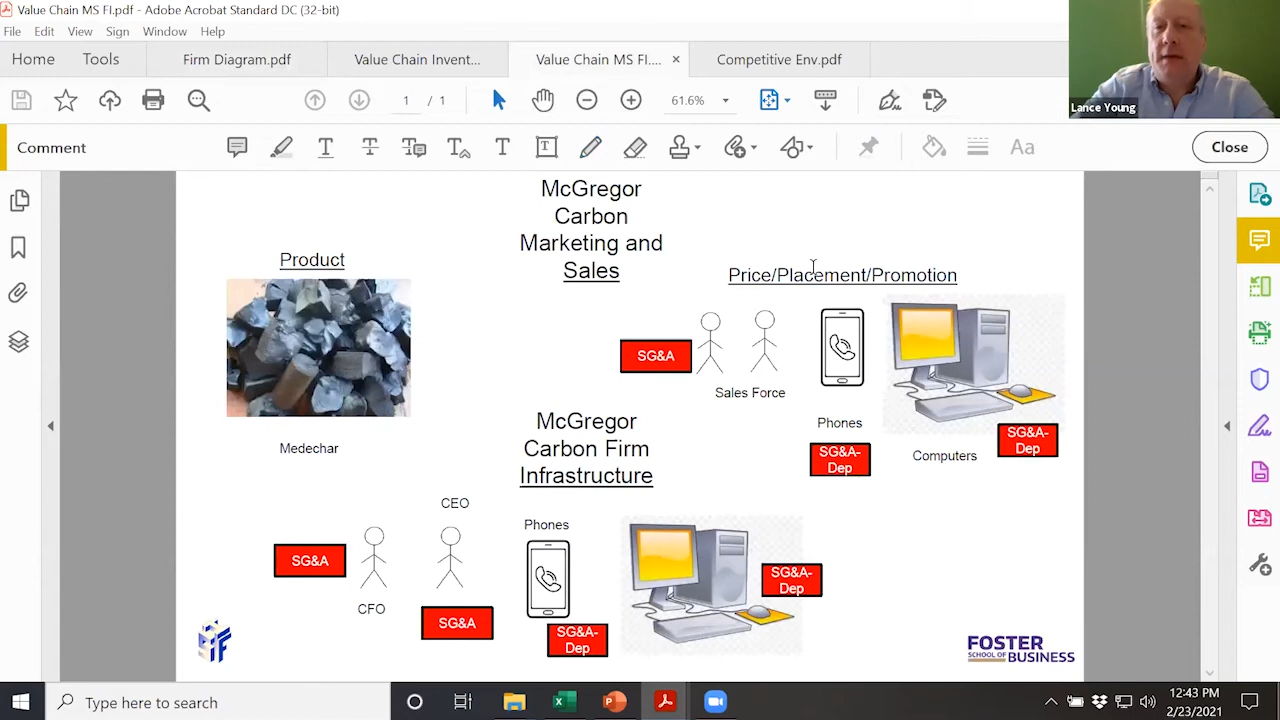 Value Chain MS FI.pdf - Adobe Acrobat Standard DC (32-bit)
File Edit View Sign Window Help
Home Tools Firm Diagram.pdf Value Chain Invent... Value Chain MS FI.... × Competitive Env.pdf
1 / 1 61.6%
Lance Young
Comment
T T T T T T Aa
Close
McGregor
Carbon
Marketing and
Sales
Product
Price/Placement/Promotion
SG&A
Sales Force
Phones
SG&A-
Dep
Computers
SG&A-
Dep
Medechar
McGregor
Carbon Firm
Infrastructure
CEO
Phones
SG&A
CFO
SG&A
SG&A-
Dep
SG&A-
Dep
FOSTER
SCHOOL OF BUSINESS
Type here to search
12:43 PM
2/23/2021